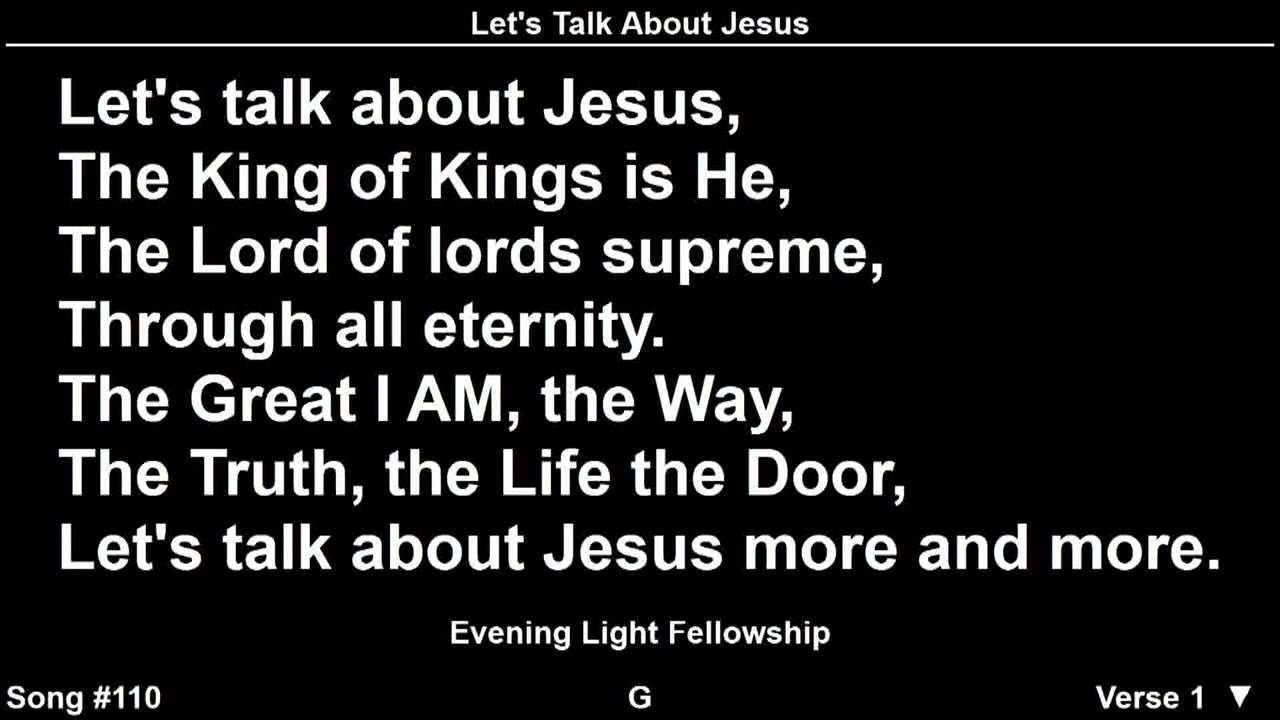 Let's Talk About Jesus
Let's talk about Jesus,
The King of Kings is He,
The Lord of lords supreme,
Through all eternity.
The Great I AM, the Way,
The Truth, the Life the Door,
Let's talk about Jesus more and more.
Evening Light Fellowship
Song #110 G Verse 1 ▼